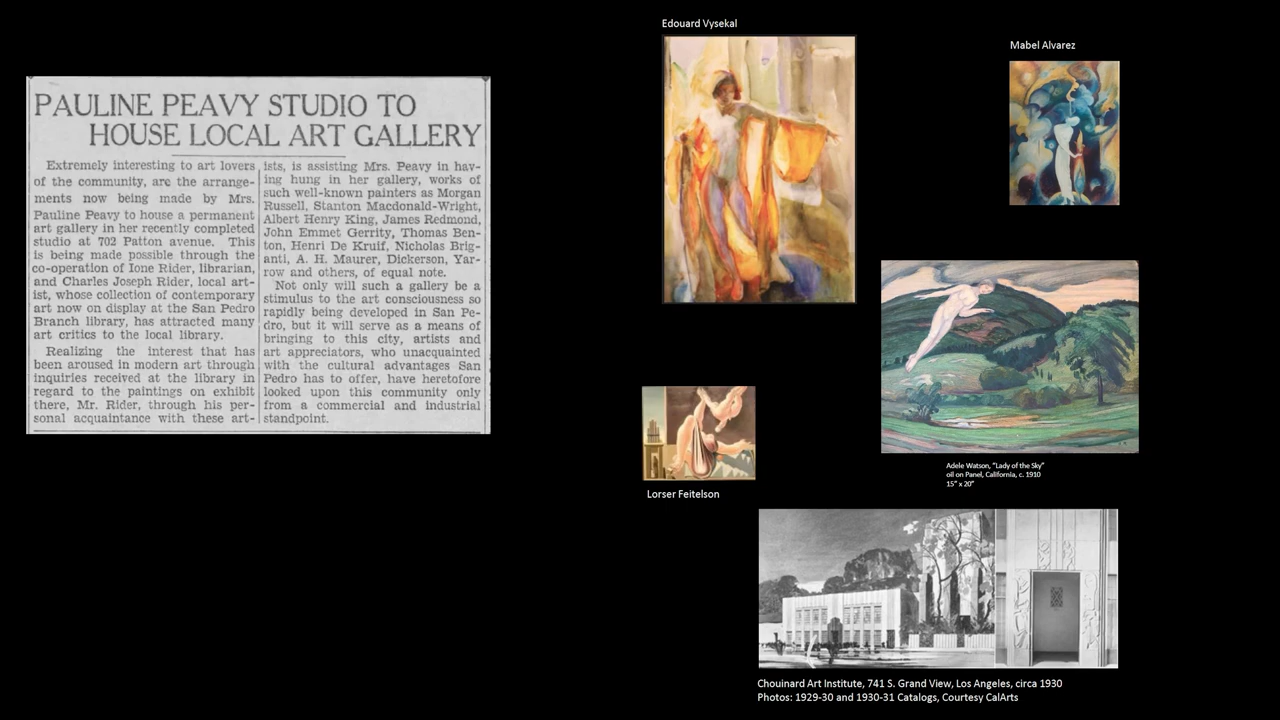 PAULINE PEAVY STUDIO TO
HOUSE LOCAL ART GALLERY
Extremely interesting to art lovers
of the community, are the arrange-
ments now being made by Mrs.
Pauline Peavy to house a permanent
art gallery in her recently completed
studio at 702 Patton avenue. This
is being made possible through the
co-operation of Ione Rider, librarian,
and Charles Joseph Rider, local art-
ist, whose collection of contemporary
art now on display at the San Pedro
Branch library, has attracted many
art critics to the local library.
Realizing the interest that has
been aroused in modern art through
inquiries received at the library in
regard to the paintings on exhibit
there, Mr. Rider, through his per-
sonal acquaintance with these art-
ists, is assisting Mrs. Peavy in hav-
ing hung in her gallery, works of
such well-known painters as Morgan
Russell, Stanton Macdonald-Wright,
Albert Henry King, James Redmond,
John Emmet Gerrity, Thomas Ben-
ton, Henri De Kruif, Nicholas Brig-
anti, A. H. Maurer, Dickerson, Yar-
row and others, of equal note.
Not only will such a gallery be a
stimulus to the art consciousness so
rapidly being developed in San Pe-
dro, but it will serve as a means of
bringing to this city, artists and
art appreciators, who unacquainted
with the cultural advantages San
Pedro has to offer, have heretofore
looked upon this community only
from a commercial and industrial
standpoint.
Edouard Vysekal
Mabel Alvarez
Adele Watson, "Lady of the Sky"
oil on Panel, California, c. 1910
15" x 20"
Lorser Feitelson
Chouinard Art Institute, 741 S. Grand View, Los Angeles, circa 1930
Photos: 1929-30 and 1930-31 Catalogs, Courtesy CalArts